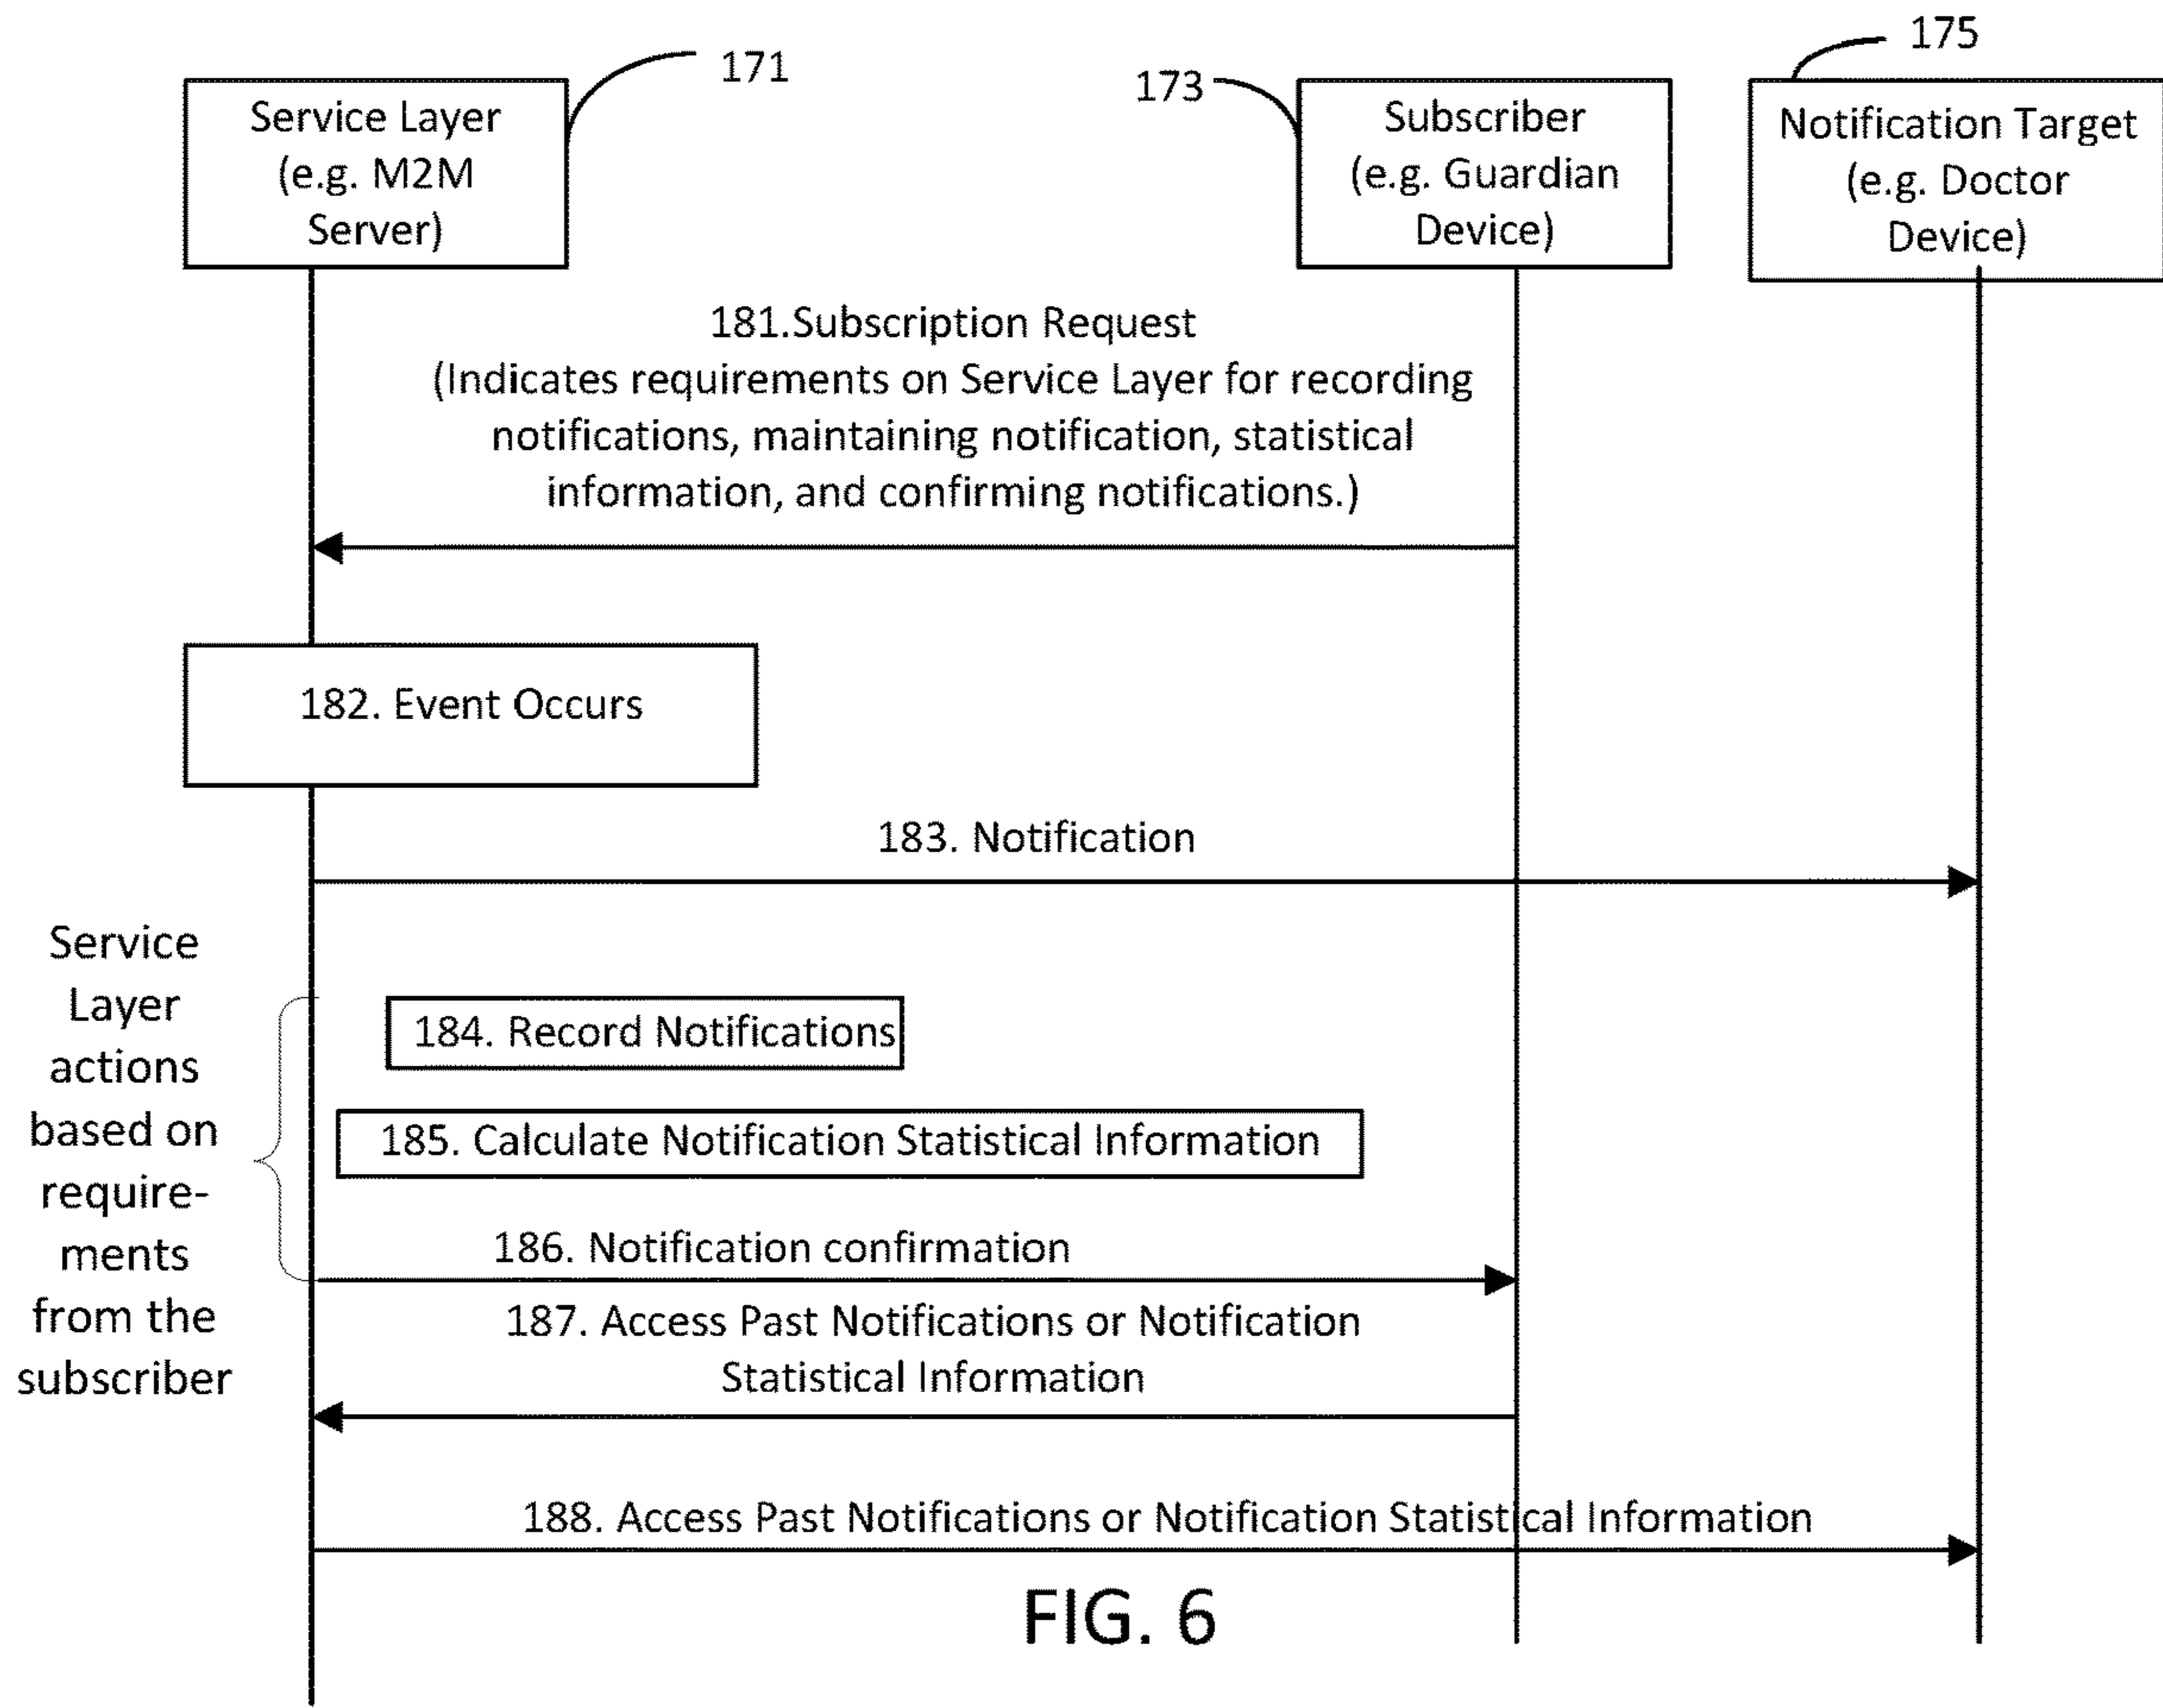 171
173
175
Service Layer
(e.g. M2M
Server)
Subscriber
(e.g. Guardian
Device)
Notification Target
(e.g. Doctor
Device)
181.Subscription Request
(Indicates requirements on Service Layer for recording
notifications, maintaining notification, statistical
information, and confirming notifications.)
182. Event Occurs
183. Notification
Service
Layer
actions
based on
require-
ments
from the
subscriber
184. Record Notifications
185. Calculate Notification Statistical Information
186. Notification confirmation
187. Access Past Notifications or Notification
Statistical Information
188. Access Past Notifications or Notification Statistical Information
FIG. 6